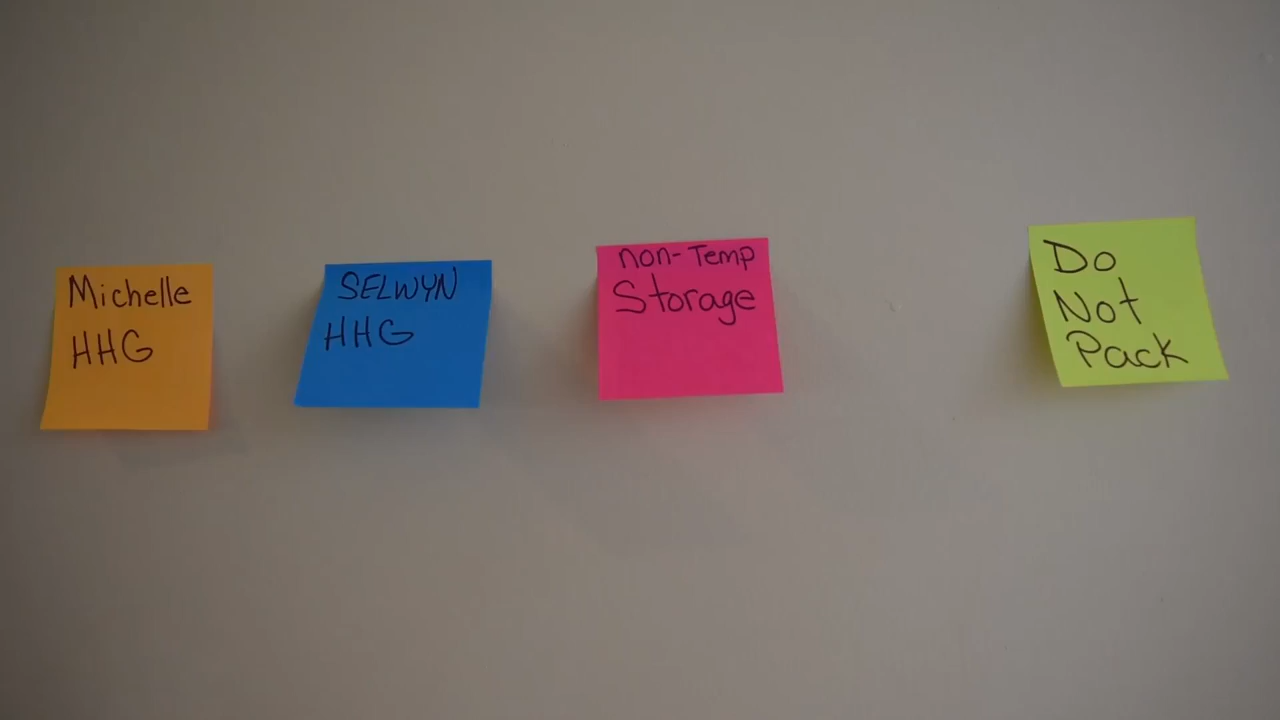 Michelle
HHG
SELWYN
HHG
non-Temp
Storage
Do
Not
Pack